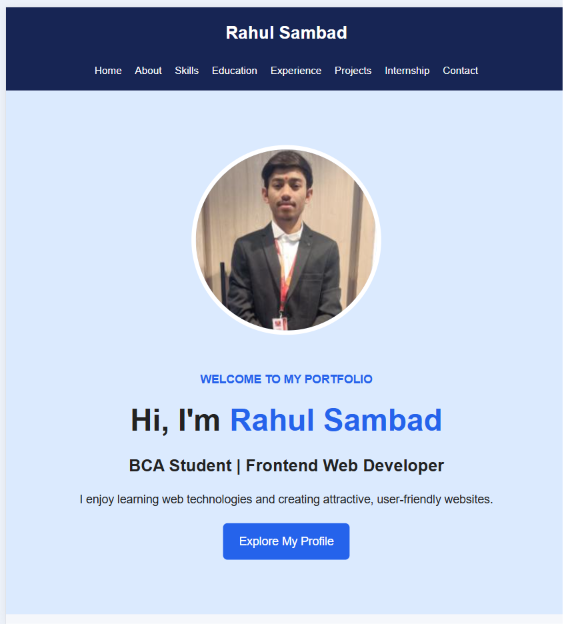 Rahul Sambad
Home About Skills Education Experience Projects Internship Contact
WELCOME TO MY PORTFOLIO
Hi, I'm Rahul Sambad
BCA Student | Frontend Web Developer
I enjoy learning web technologies and creating attractive, user-friendly websites.
Explore My Profile